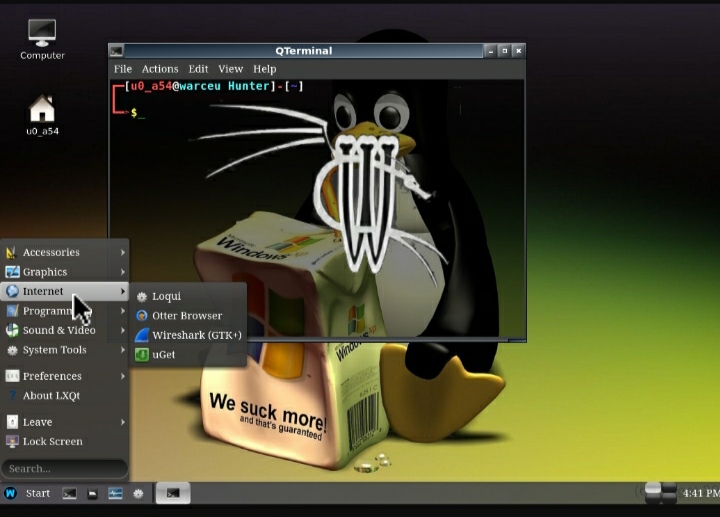 Computer
u0_a54
QTerminal
File Actions Edit View Help
[u0_a54@warceu Hunter]-[~]
$_
Windows
Windows xp
We suck more!
and that's guaranteed
Accessories
Graphics
Internet
Programm
Sound & Video
System Tools
Preferences
About LXQt
Leave
Lock Screen
Search...
Loqui
Otter Browser
Wireshark (GTK+)
uGet
Start
4:41 PM